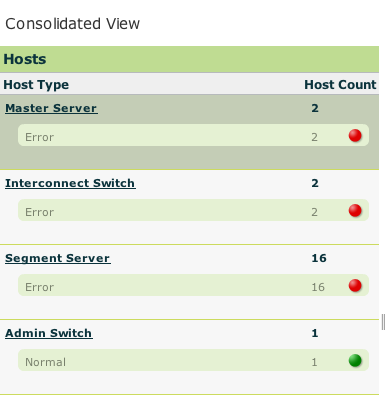 Consolidated View
Hosts
Host Type Host Count
Master Server 2
Error 2
Interconnect Switch 2
Error 2
Segment Server 16
Error 16
Admin Switch 1
Normal 1